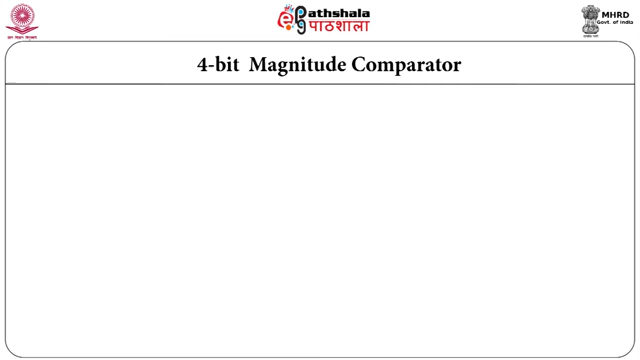 ePathshala
पाठशाला
MHRD
Govt. of India
4-bit Magnitude Comparator